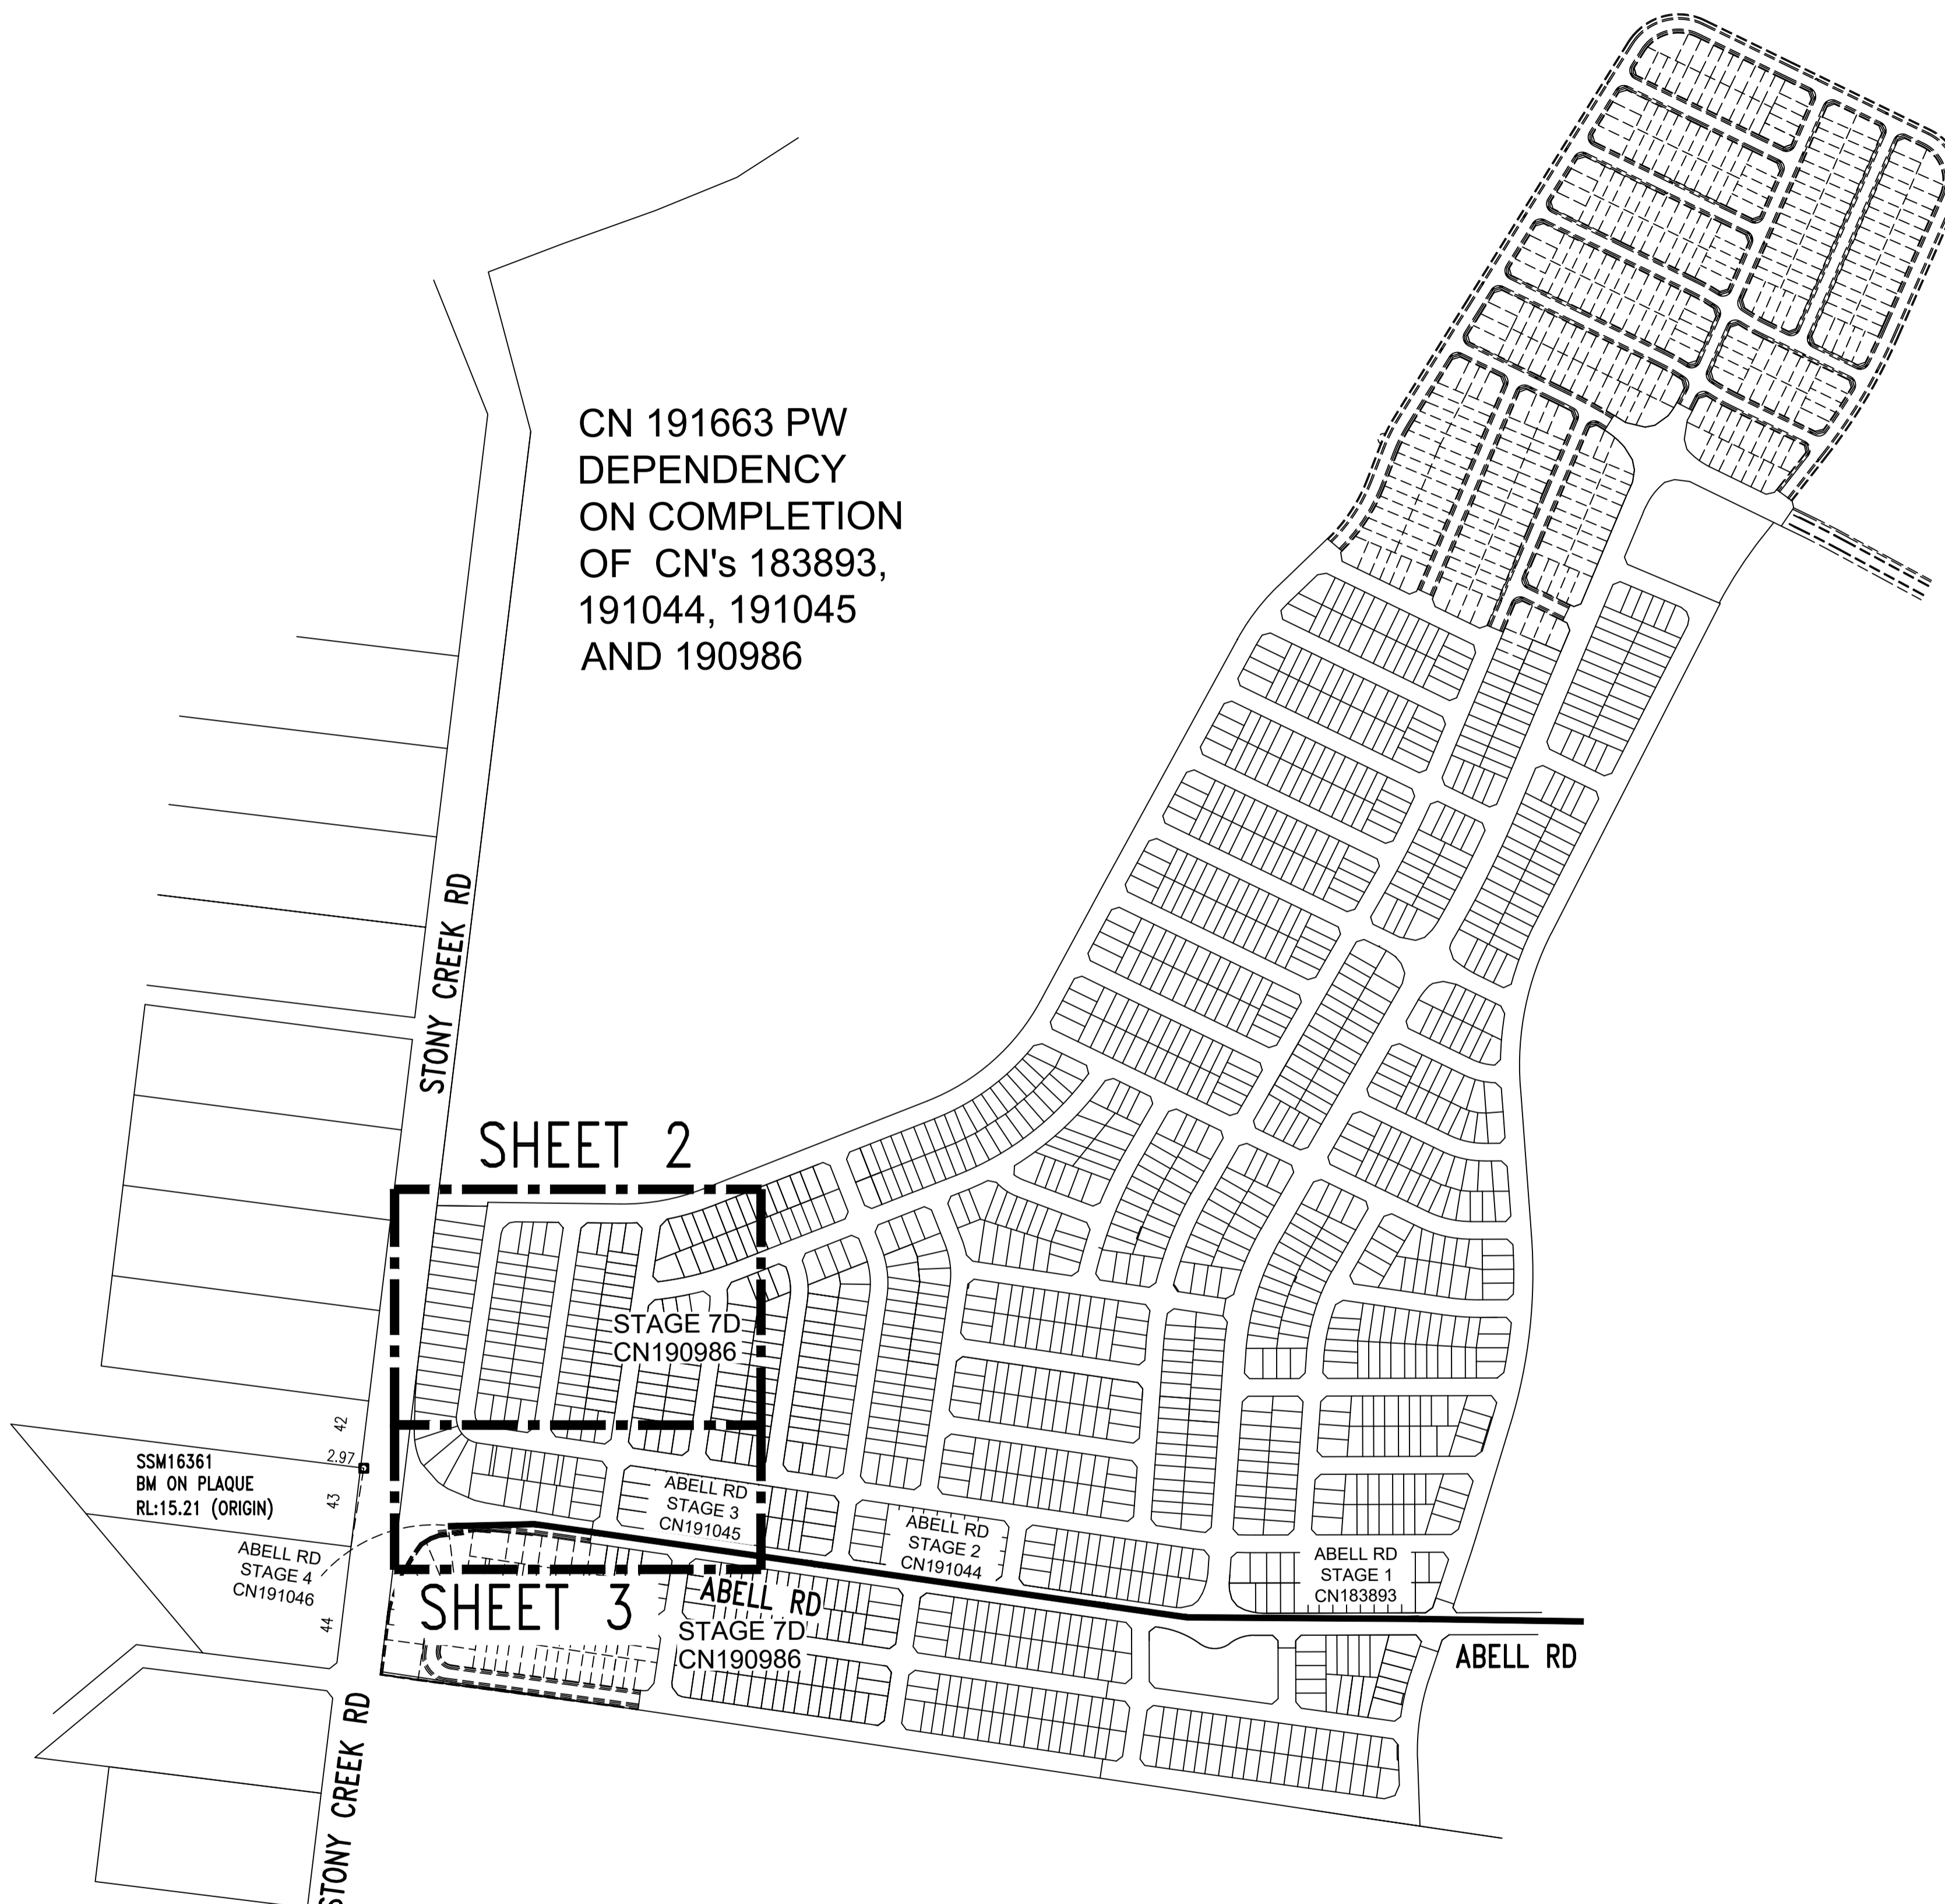 CN 191663 PW
DEPENDENCY
ON COMPLETION
OF CN's 183893,
191044, 191045
AND 190986
STONY CREEK RD
SHEET 2
STAGE 7D
CN190986
42
2.97
SSM16361
BM ON PLAQUE
RL:15.21 (ORIGIN)
43
ABELL RD
STAGE 3
CN191045
ABELL RD
STAGE 2
CN191044
ABELL RD
STAGE 4
CN191046
ABELL RD
STAGE 1
CN183893
44
SHEET 3
ABELL RD
STAGE 7D
CN190986
ABELL RD
STONY CREEK RD